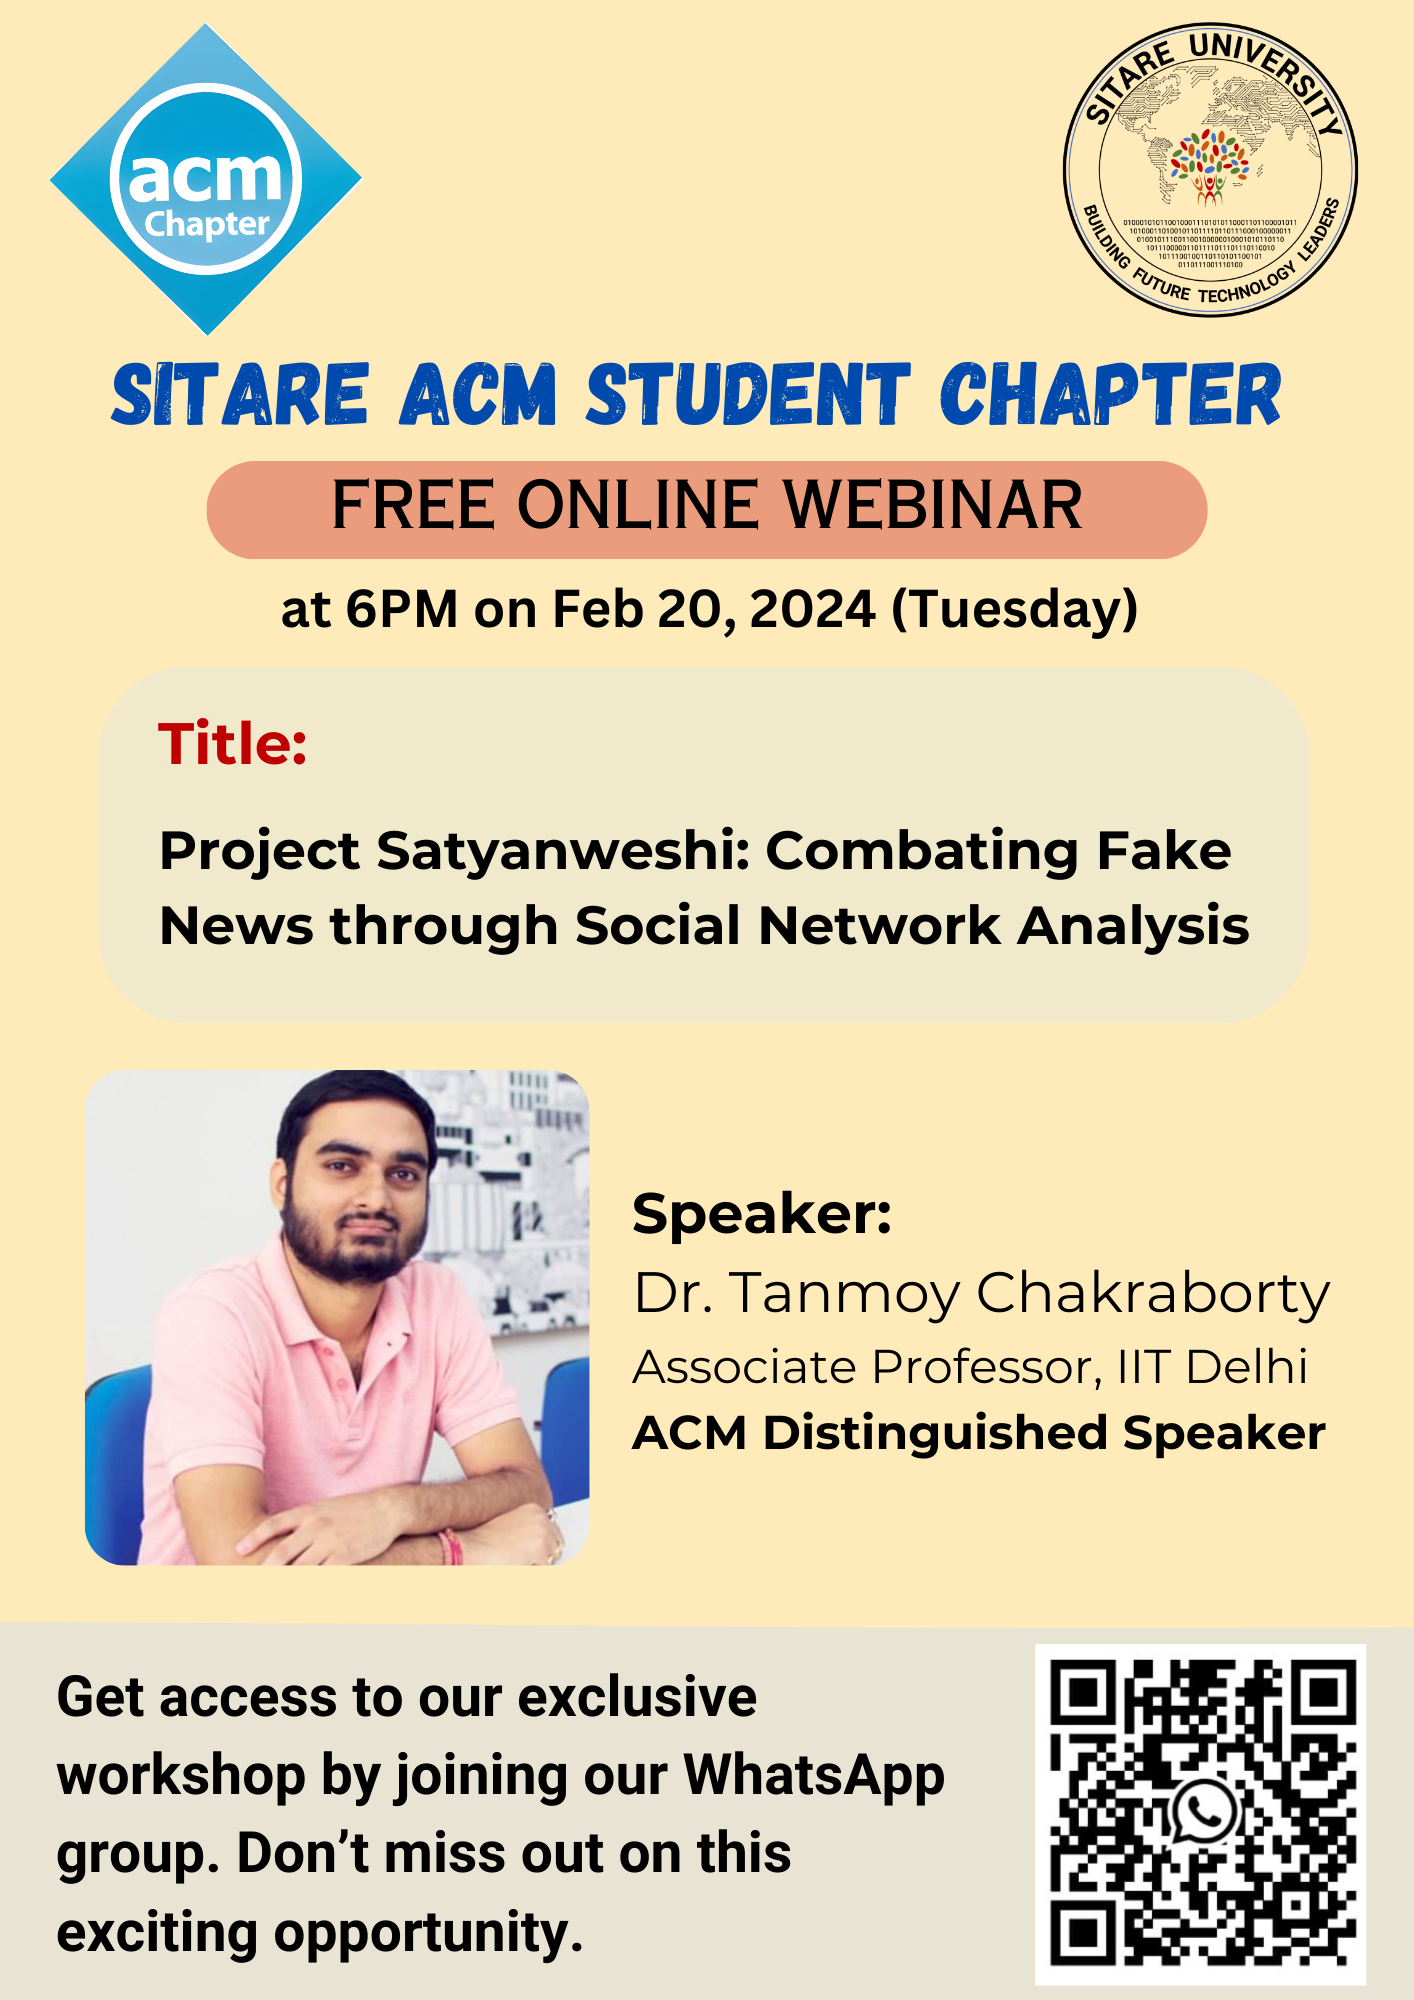 acm
Chapter
SITARE UNIVERSITY
BUILDING FUTURE TECHNOLOGY LEADERS
SITARE ACM STUDENT CHAPTER
FREE ONLINE WEBINAR
at 6PM on Feb 20, 2024 (Tuesday)
Title:
Project Satyanweshi: Combating Fake
News through Social Network Analysis
Speaker:
Dr. Tanmoy Chakraborty
Associate Professor, IIT Delhi
ACM Distinguished Speaker
Get access to our exclusive
workshop by joining our WhatsApp
group. Don’t miss out on this
exciting opportunity.